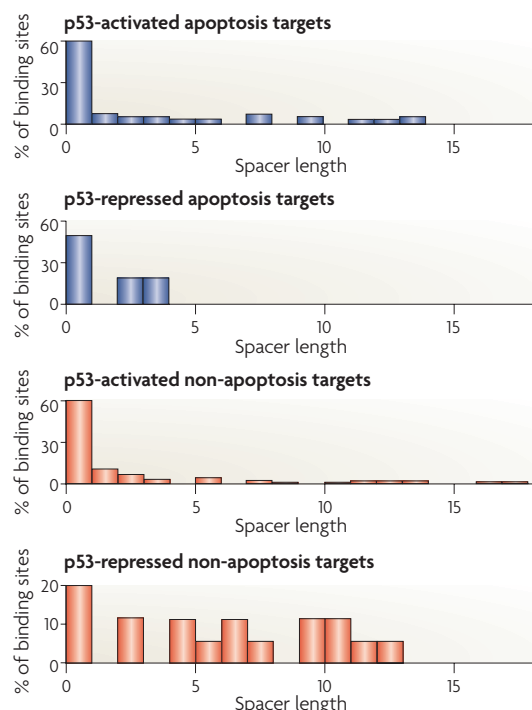 p53-activated apoptosis targets
% of binding sites
60
30
0
0 5 10 15
Spacer length
p53-repressed apoptosis targets
% of binding sites
60
30
0
0 5 10 15
Spacer length
p53-activated non-apoptosis targets
% of binding sites
60
30
0
0 5 10 15
Spacer length
p53-repressed non-apoptosis targets
% of binding sites
20
10
0
0 5 10 15
Spacer length